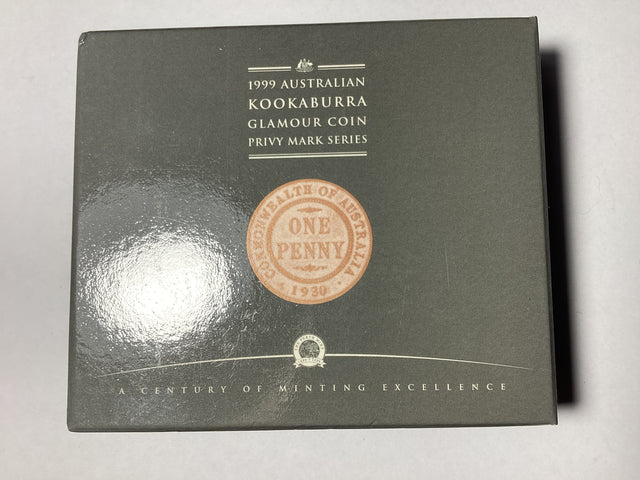 1999 AUSTRALIAN
KOOKABURRA
GLAMOUR COIN
PRIVY MARK SERIES
COMMONWEALTH OF AUSTRALIA
ONE
PENNY
1930
A CENTURY OF MINTING EXCELLENCE